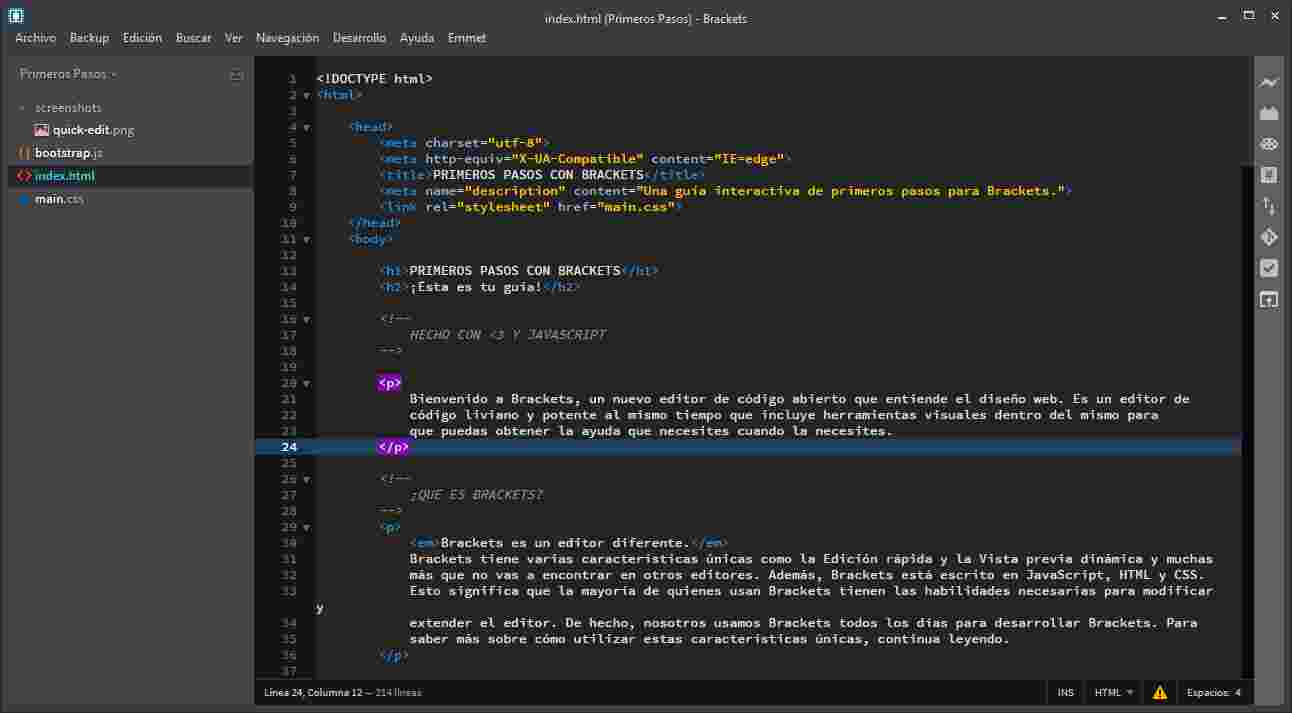 index.html (Primeros Pasos) - Brackets
Archivo Backup Edición Buscar Ver Navegación Desarrollo Ayuda Emmet
Primeros Pasos
screenshots
quick-edit.png
bootstrap.js
index.html
main.css
1 <!DOCTYPE html>
2 <html>
3
4 <head>
5 <meta charset="utf-8">
6 <meta http-equiv="X-UA-Compatible" content="IE=edge">
7 <title>PRIMEROS PASOS CON BRACKETS</title>
8 <meta name="description" content="Una guía interactiva de primeros pasos para Brackets.">
9 <link rel="stylesheet" href="main.css">
10 </head>
11 <body>
12
13 <h1>PRIMEROS PASOS CON BRACKETS</h1>
14 <h2>¡Esta es tu guía!</h2>
15
16 <!--
17 HECHO CON <3 Y JAVASCRIPT
18 -->
19
20 <p>
21 Bienvenido a Brackets, un nuevo editor de código abierto que entiende el diseño web. Es un editor de
22 código liviano y potente al mismo tiempo que incluye herramientas visuales dentro del mismo para
23 que puedas obtener la ayuda que necesites cuando la necesites.
24 </p>
25
26 <!--
27 ¿QUE ES BRACKETS?
28 -->
29 <p>
30 <em>Brackets es un editor diferente.</em>
31 Brackets tiene varias características únicas como la Edición rápida y la Vista previa dinámica y muchas
32 más que no vas a encontrar en otros editores. Además, Brackets está escrito en JavaScript, HTML y CSS.
33 Esto significa que la mayoría de quienes usan Brackets tienen las habilidades necesarias para modificar
y
34 extender el editor. De hecho, nosotros usamos Brackets todos los días para desarrollar Brackets. Para
35 saber más sobre cómo utilizar estas características únicas, continua leyendo.
36 </p>
37
Línea 24, Columna 12 — 214 líneas INS HTML Espacios: 4